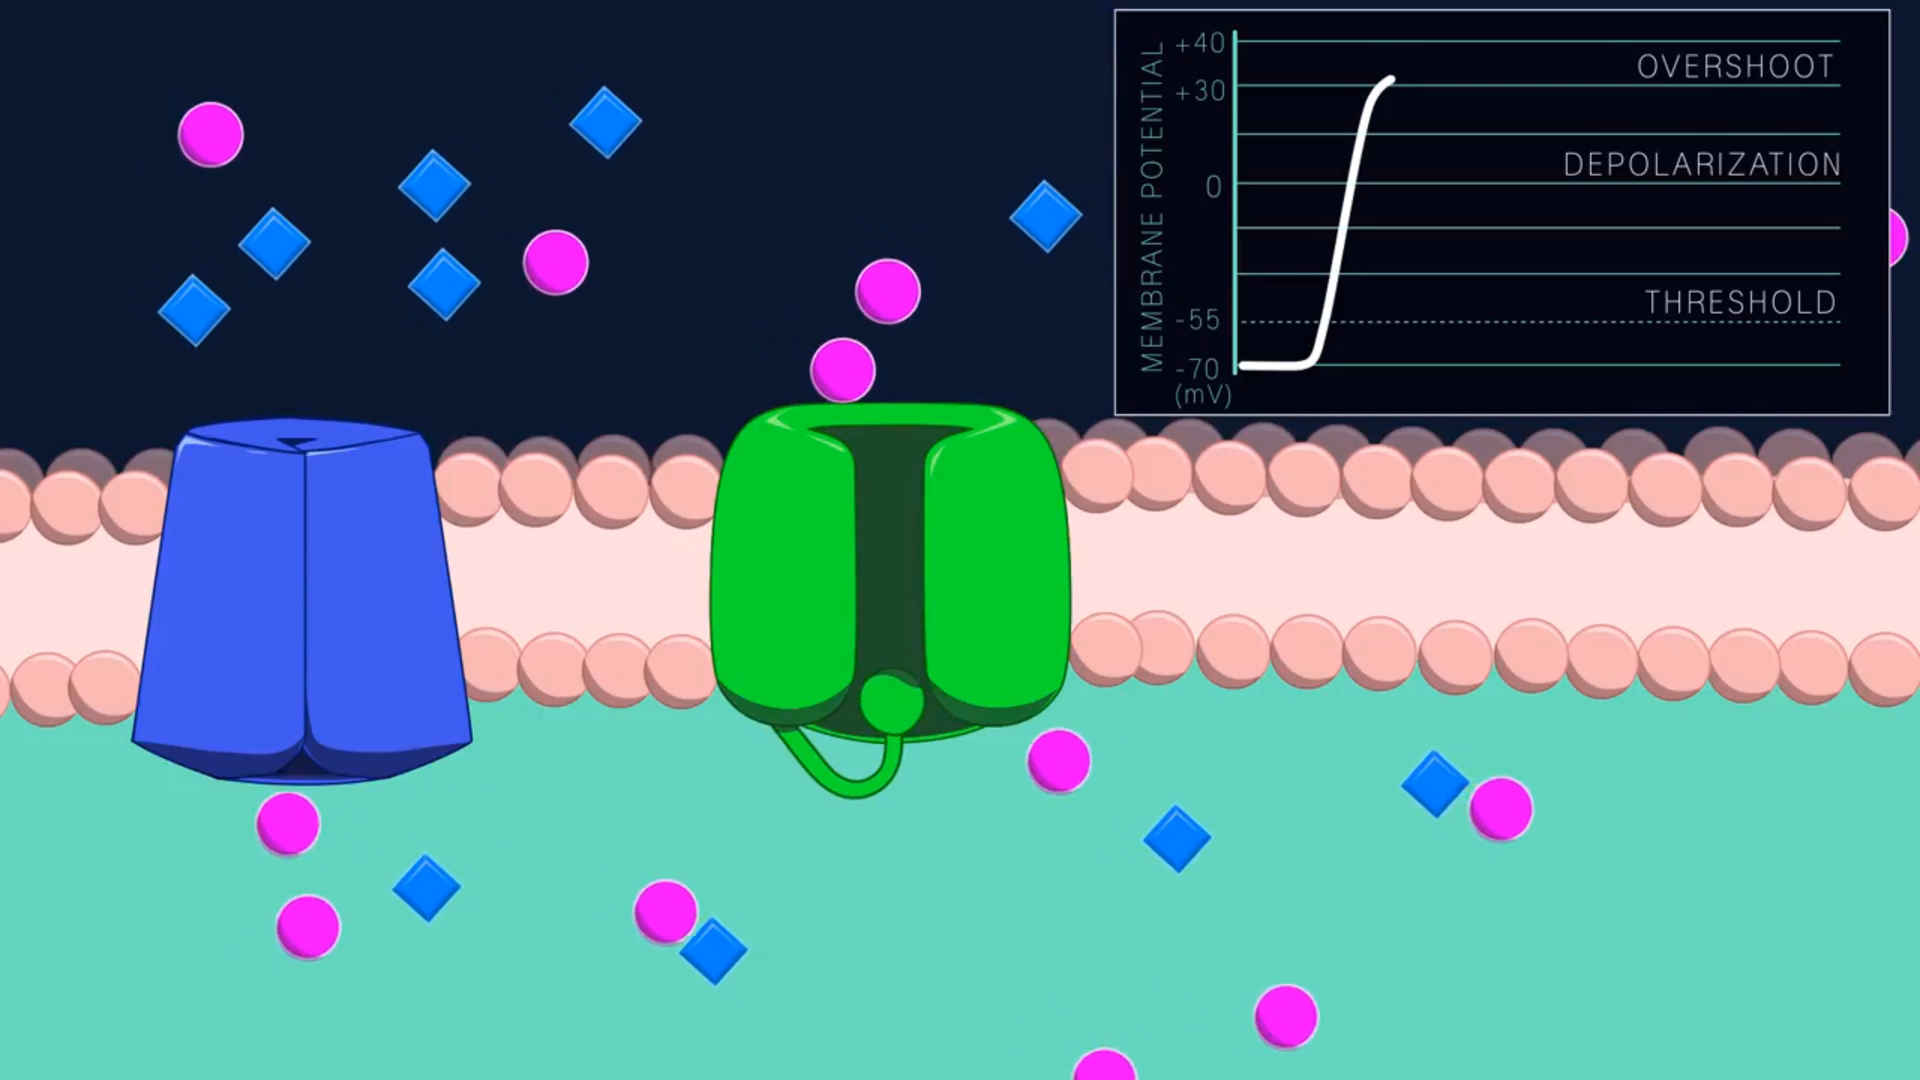 MEMBRANE POTENTIAL
+40
OVERSHOOT
+30
DEPOLARIZATION
0
THRESHOLD
-55
-70
(mV)